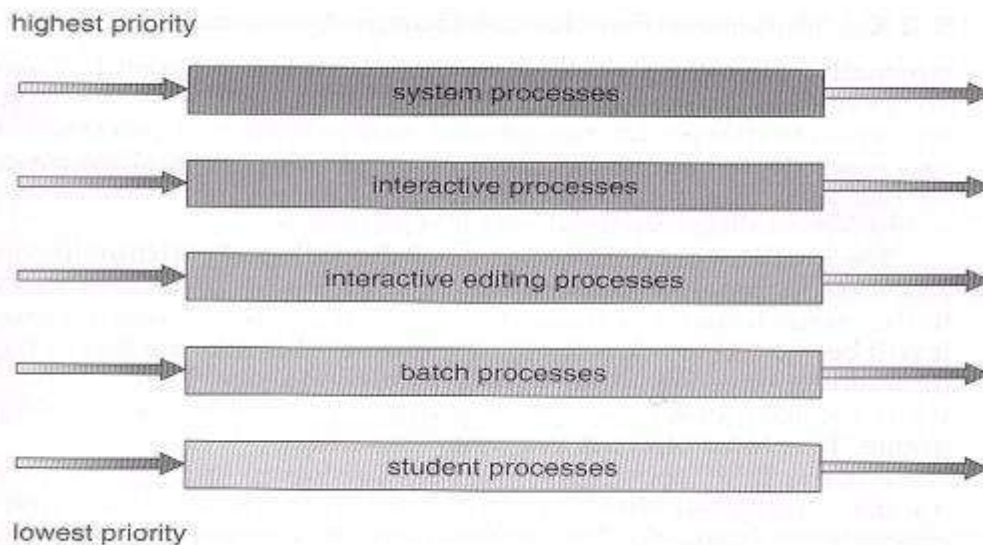 highest priority
system processes
interactive processes
interactive editing processes
batch processes
student processes
lowest priority